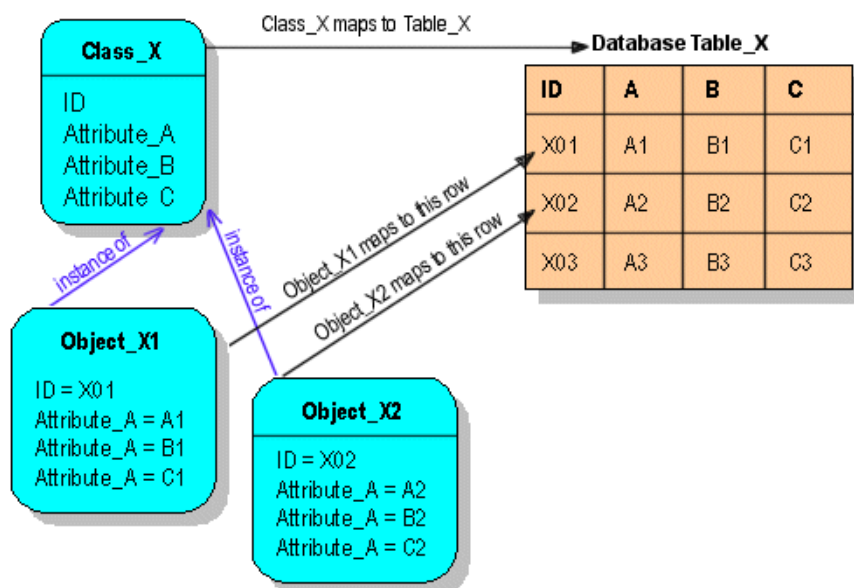 Class_X maps to Table_X
Class_X
ID
Attribute_A
Attribute_B
Attribute C
Database Table_X
ID A B C
X01 A1 B1 C1
X02 A2 B2 C2
X03 A3 B3 C3
instance of
instance of
Object_X1 maps to this row
Object_X2 maps to this row
Object_X1
ID = X01
Attribute_A = A1
Attribute_A = B1
Attribute_A = C1
Object_X2
ID = X02
Attribute_A = A2
Attribute_A = B2
Attribute_A = C2